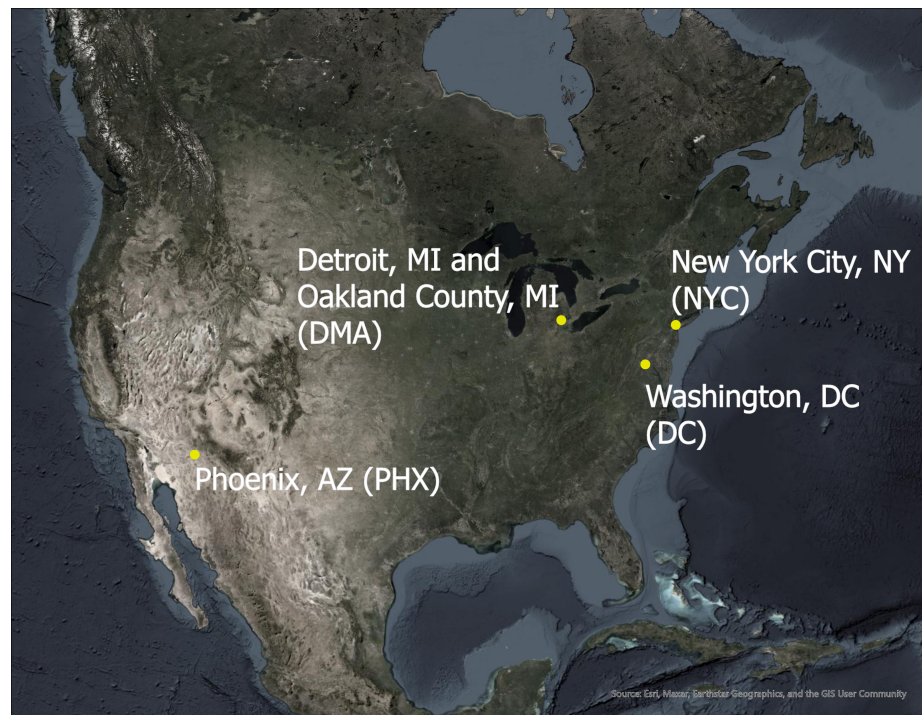 Detroit, MI and
Oakland County, MI
(DMA)
New York City, NY
(NYC)
Washington, DC
(DC)
Phoenix, AZ (PHX)
Source: Esri, Maxar, Earthstar Geographics, and the GIS User Community